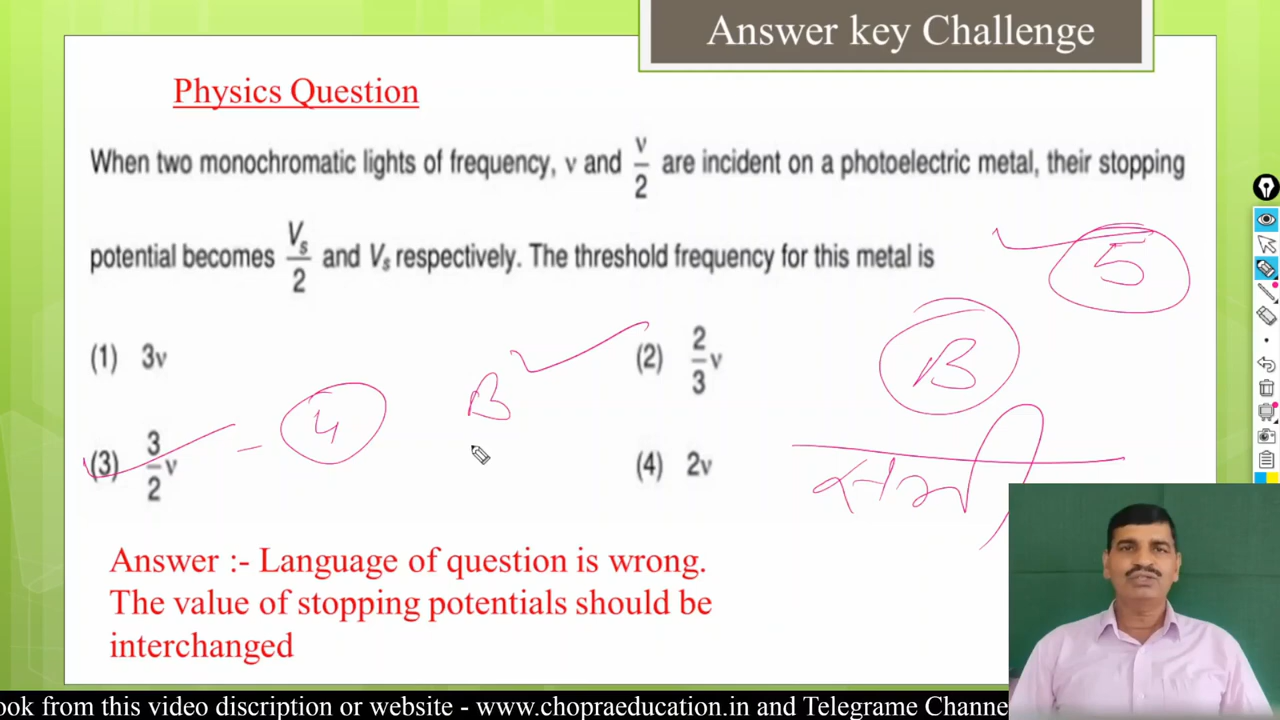 Answer key Challenge
Physics Question
When two monochromatic lights of frequency, ν and ν/2 are incident on a photoelectric metal, their stopping
potential becomes Vs/2 and Vs respectively. The threshold frequency for this metal is
5
(1) 3ν
(2) 2/3 ν
B
B
(3) 3/2 ν
4
(4) 2ν
Answer :- Language of question is wrong.
The value of stopping potentials should be
interchanged
ook from this video discription or website - www.chopraeducation.in and Telegrame Channe